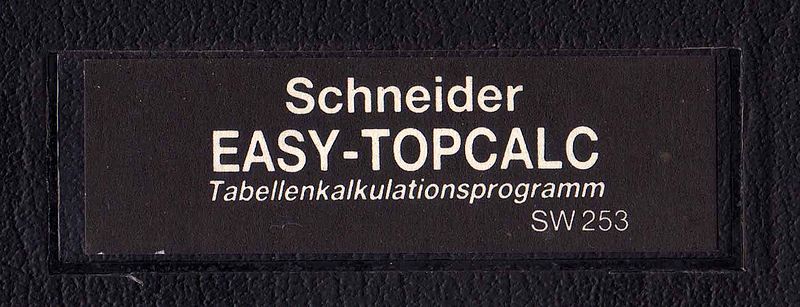 Schneider
EASY-TOPCALC
Tabellenkalkulationsprogramm
SW 253